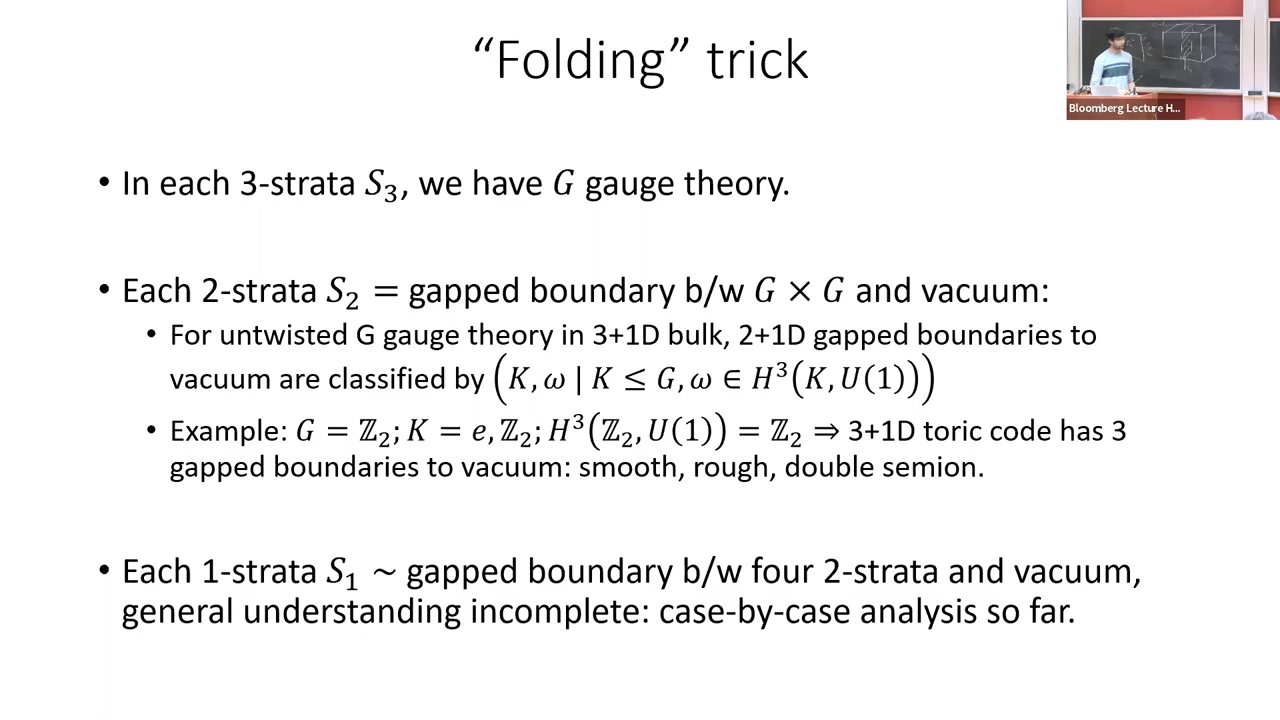 “Folding” trick
Bloomberg Lecture H...
• In each 3-strata S₃, we have G gauge theory.
• Each 2-strata S₂ = gapped boundary b/w G × G and vacuum:
• For untwisted G gauge theory in 3+1D bulk, 2+1D gapped boundaries to
vacuum are classified by (K, ω | K ≤ G, ω ∈ H³(K, U(1)))
• Example: G = ℤ₂; K = e, ℤ₂; H³(ℤ₂, U(1)) = ℤ₂ ⇒ 3+1D toric code has 3
gapped boundaries to vacuum: smooth, rough, double semion.
• Each 1-strata S₁ ~ gapped boundary b/w four 2-strata and vacuum,
general understanding incomplete: case-by-case analysis so far.